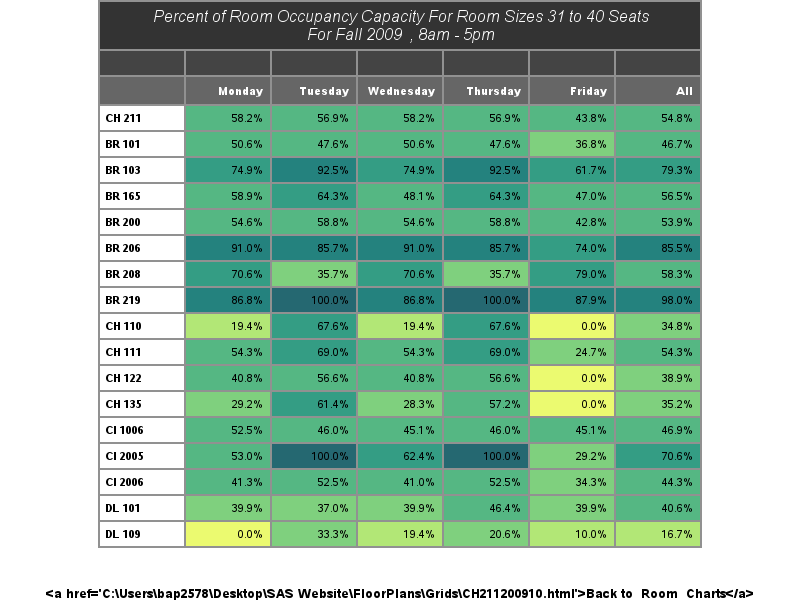 Percent of Room Occupancy Capacity For Room Sizes 31 to 40 Seats
For Fall 2009 , 8am - 5pm
Monday Tuesday Wednesday Thursday Friday All
CH 211 58.2% 56.9% 58.2% 56.9% 43.8% 54.8%
BR 101 50.6% 47.6% 50.6% 47.6% 36.8% 46.7%
BR 103 74.9% 92.5% 74.9% 92.5% 61.7% 79.3%
BR 165 58.9% 64.3% 48.1% 64.3% 47.0% 56.5%
BR 200 54.6% 58.8% 54.6% 58.8% 42.8% 53.9%
BR 206 91.0% 85.7% 91.0% 85.7% 74.0% 85.5%
BR 208 70.6% 35.7% 70.6% 35.7% 79.0% 58.3%
BR 219 86.8% 100.0% 86.8% 100.0% 87.9% 98.0%
CH 110 19.4% 67.6% 19.4% 67.6% 0.0% 34.8%
CH 111 54.3% 69.0% 54.3% 69.0% 24.7% 54.3%
CH 122 40.8% 56.6% 40.8% 56.6% 0.0% 38.9%
CH 135 29.2% 61.4% 28.3% 57.2% 0.0% 35.2%
CI 1006 52.5% 46.0% 45.1% 46.0% 45.1% 46.9%
CI 2005 53.0% 100.0% 62.4% 100.0% 29.2% 70.6%
CI 2006 41.3% 52.5% 41.0% 52.5% 34.3% 44.3%
DL 101 39.9% 37.0% 39.9% 46.4% 39.9% 40.6%
DL 109 0.0% 33.3% 19.4% 20.6% 10.0% 16.7%
<a href='C:\Users\bap2578\Desktop\SAS Website\FloorPlans\Grids\CH211200910.html'>Back to Room Charts</a>